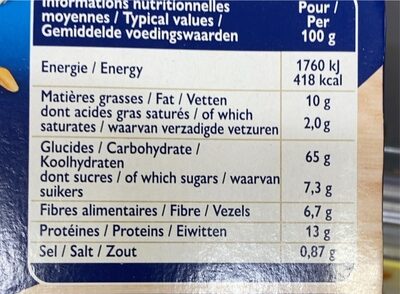 Informations nutritionnelles
moyennes / Typical values /
Gemiddelde voedingswaarden
Pour /
Per
100 g
Energie / Energy
1760 kJ
418 kcal
Matières grasses / Fat / Vetten
10 g
dont acides gras saturés / of which
saturates / waarvan verzadigde vetzuren
2,0 g
Glucides / Carbohydrate /
Koolhydraten
65 g
dont sucres / of which sugars / waarvan
suikers
7,3 g
Fibres alimentaires / Fibre / Vezels
6,7 g
Protéines / Proteins / Eiwitten
13 g
Sel / Salt / Zout
0,87 g